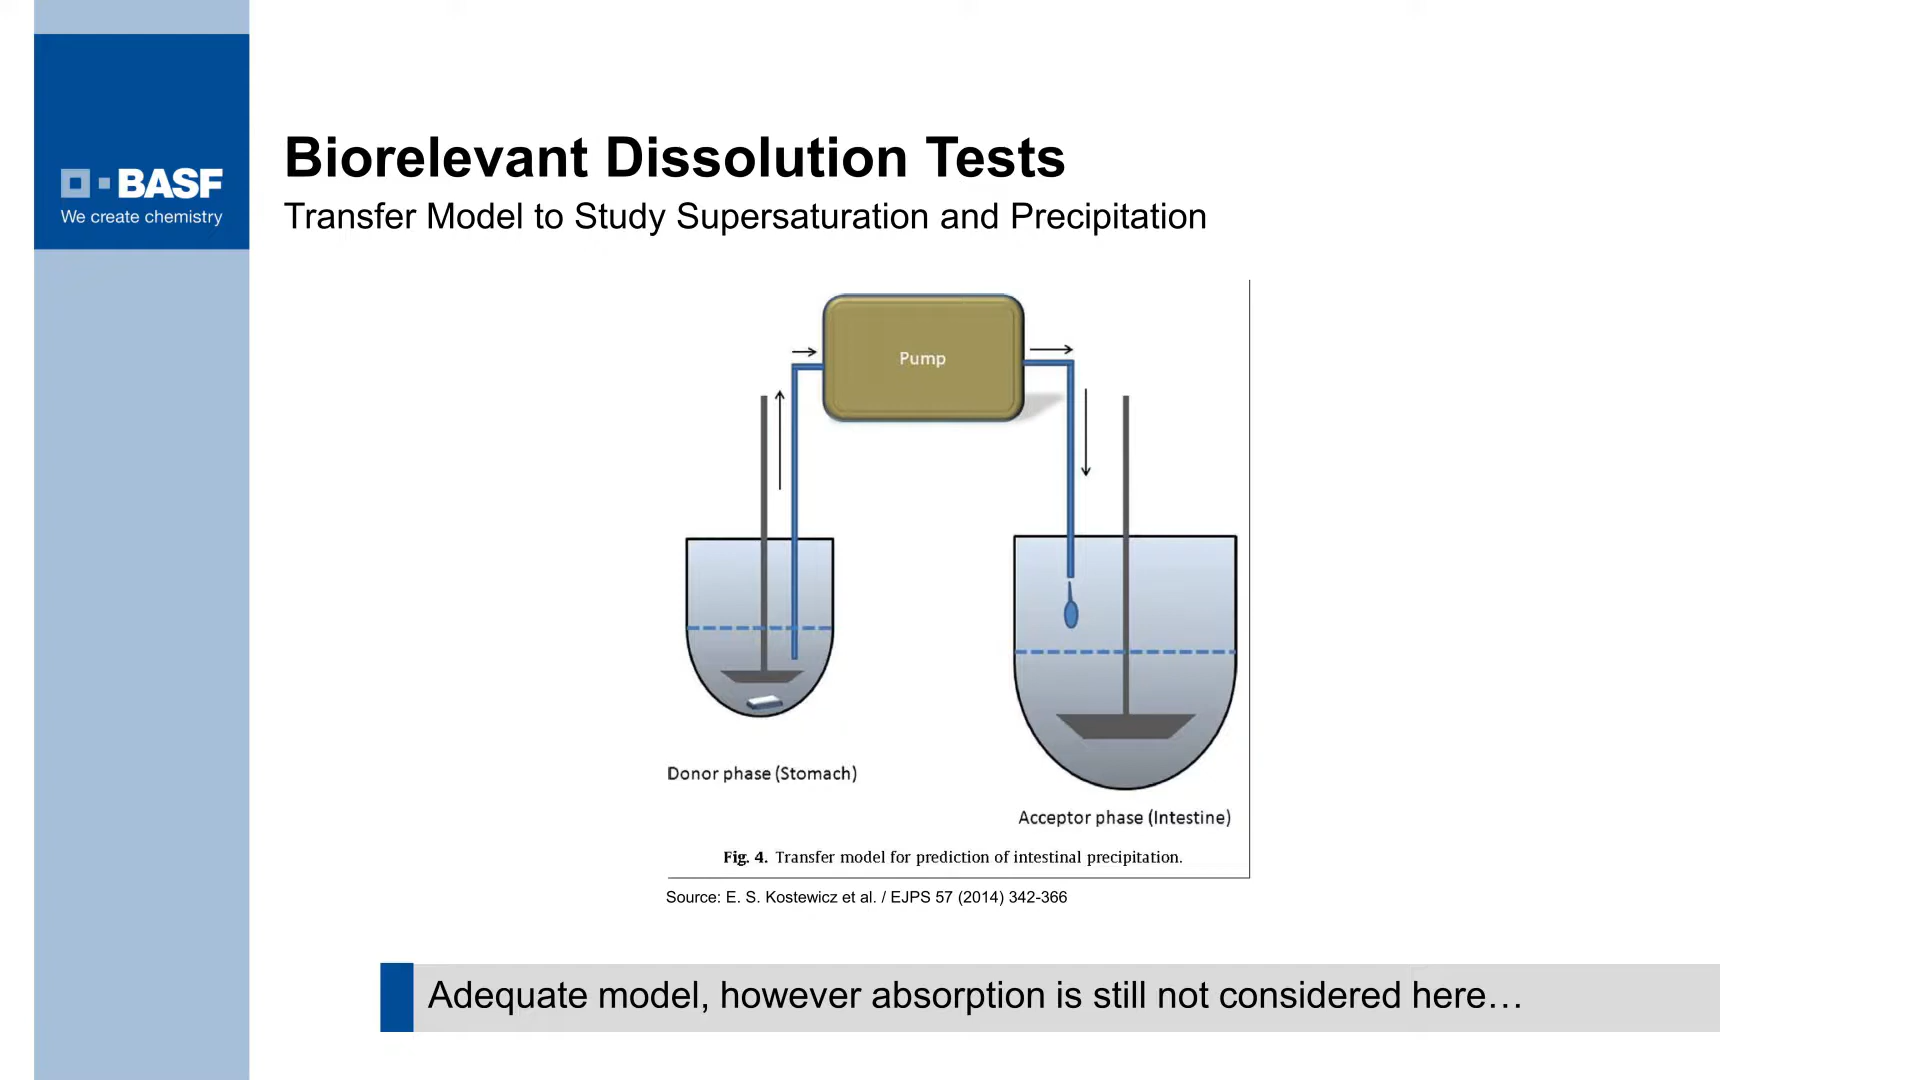 BASF
We create chemistry
Biorelevant Dissolution Tests
Transfer Model to Study Supersaturation and Precipitation
Pump
Donor phase (Stomach)
Acceptor phase (Intestine)
Fig. 4. Transfer model for prediction of intestinal precipitation.
Source: E. S. Kostewicz et al. / EJPS 57 (2014) 342-366
Adequate model, however absorption is still not considered here…